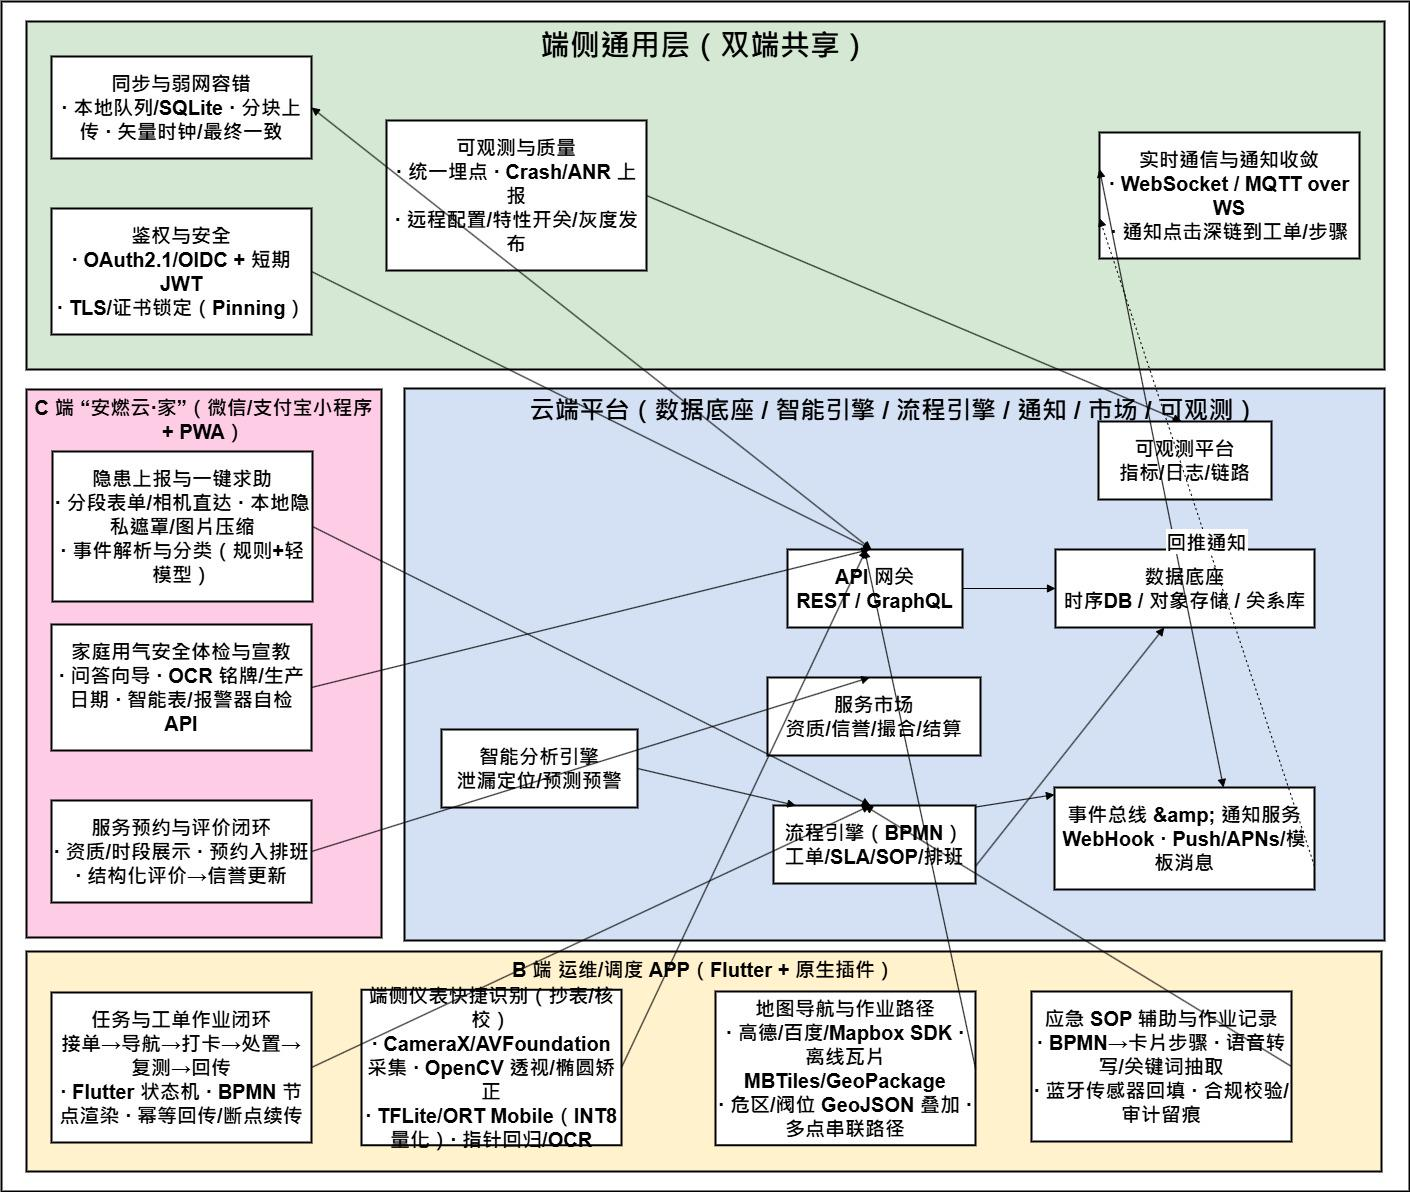 端侧通用层（双端共享）
同步与弱网容错
· 本地队列/SQLite · 分块上
传 · 矢量时钟/最终一致
可观测与质量
· 统一埋点 · Crash/ANR 上
报
· 远程配置/特性开关/灰度发
布
实时通信与通知收敛
· WebSocket / MQTT over
WS
· 通知点击深链到工单/步骤
鉴权与安全
· OAuth2.1/OIDC + 短期
JWT
· TLS/证书锁定（Pinning）
C 端 “安燃云·家”（微信/支付宝小程序
+ PWA）
隐患上报与一键求助
· 分段表单/相机直达 · 本地隐
私遮罩/图片压缩
· 事件解析与分类（规则+轻
模型）
家庭用气安全体检与宣教
· 问答向导 · OCR 铭牌/生产
日期 · 智能表/报警器自检
API
服务预约与评价闭环
· 资质/时段展示 · 预约入排班
· 结构化评价→信誉更新
云端平台（数据底座 / 智能引擎 / 流程引擎 / 通知 / 市场 / 可观测）
可观测平台
指标/日志/链路
回推通知
API 网关
REST / GraphQL
数据底座
时序DB / 对象存储 / 关系库
服务市场
资质/信誉/撮合/结算
智能分析引擎
泄漏定位/预测预警
流程引擎（BPMN）
工单/SLA/SOP/排班
事件总线 &amp; 通知服务
WebHook · Push/APNs/模
板消息
B 端 运维/调度 APP（Flutter + 原生插件）
任务与工单作业闭环
接单→导航→打卡→处置→
复测→回传
· Flutter 状态机 · BPMN 节
点渲染 · 幂等回传/断点续传
端侧仪表快捷识别（抄表/核
校）
· CameraX/AVFoundation
采集 · OpenCV 透视/椭圆矫
正
· TFLite/ORT Mobile（INT8
量化）· 指针回归/OCR
地图导航与作业路径
· 高德/百度/Mapbox SDK ·
离线瓦片
MBTiles/GeoPackage
· 危区/阀位 GeoJSON 叠加 ·
多点串联路径
应急 SOP 辅助与作业记录
· BPMN→卡片步骤 · 语音转
写/关键词抽取
· 蓝牙传感器回填 · 合规校验/
审计留痕